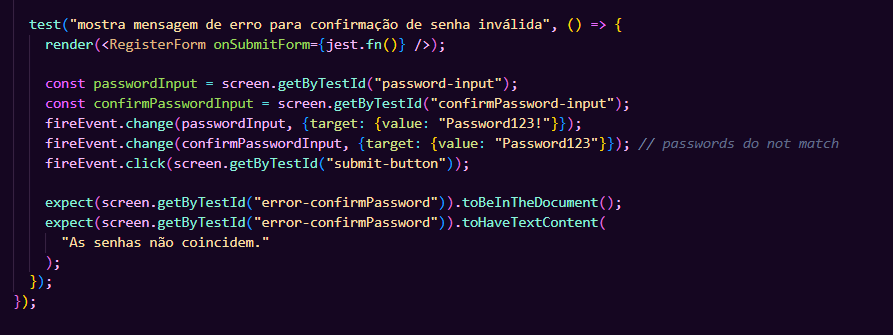 test("mostra mensagem de erro para confirmação de senha inválida", () => {
render(<RegisterForm onSubmitForm={jest.fn()} />);
const passwordInput = screen.getByTestId("password-input");
const confirmPasswordInput = screen.getByTestId("confirmPassword-input");
fireEvent.change(passwordInput, {target: {value: "Password123!"}});
fireEvent.change(confirmPasswordInput, {target: {value: "Password123"}}); // passwords do not match
fireEvent.click(screen.getByTestId("submit-button"));
expect(screen.getByTestId("error-confirmPassword")).toBeInTheDocument();
expect(screen.getByTestId("error-confirmPassword")).toHaveTextContent(
"As senhas não coincidem."
);
});
});